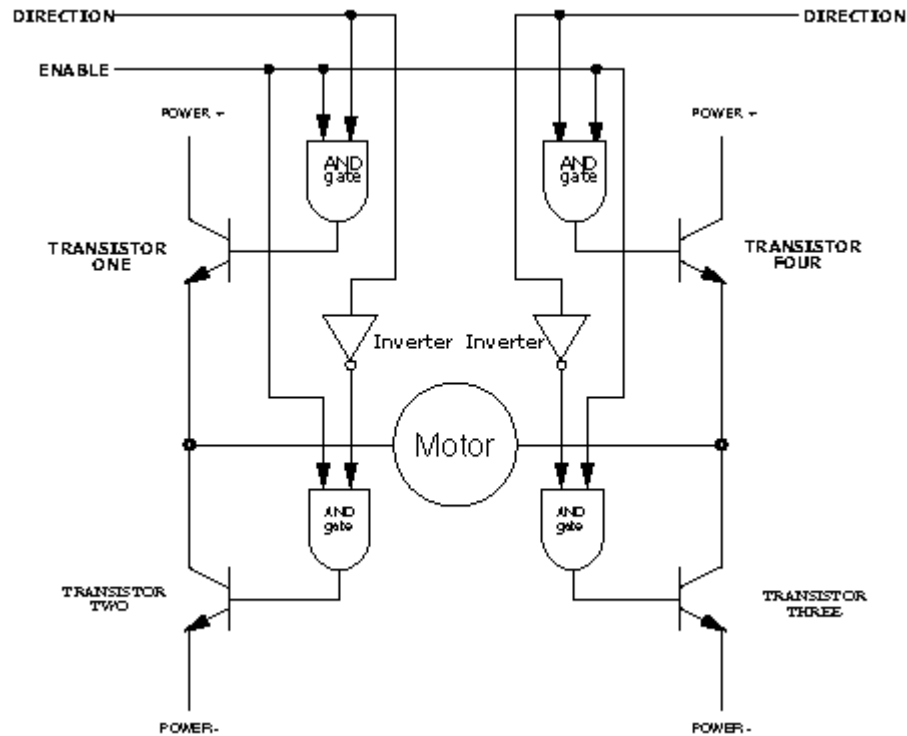 DIRECTION
DIRECTION
ENABLE
POWER +
POWER +
AND
gate
AND
gate
TRANSISTOR
ONE
TRANSISTOR
FOUR
Inverter
Inverter
Motor
AND
gate
AND
gate
TRANSISTOR
TWO
TRANSISTOR
THREE
POWER-
POWER-